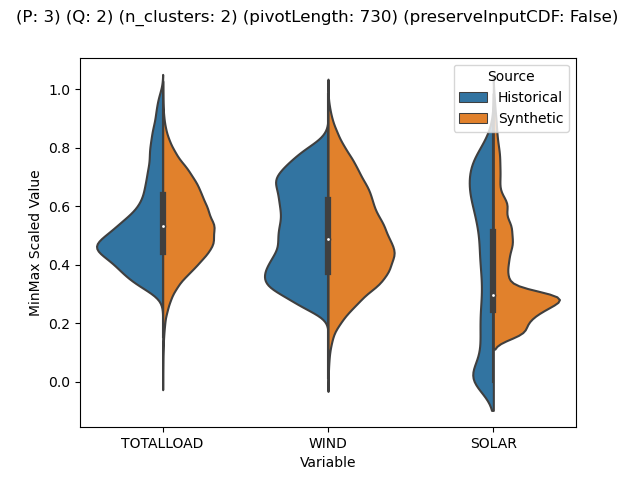 (P: 3) (Q: 2) (n_clusters: 2) (pivotLength: 730) (preserveInputCDF: False)
Source
Historical
Synthetic
MinMax Scaled Value
1.0
0.8
0.6
0.4
0.2
0.0
TOTALLOAD WIND SOLAR
Variable